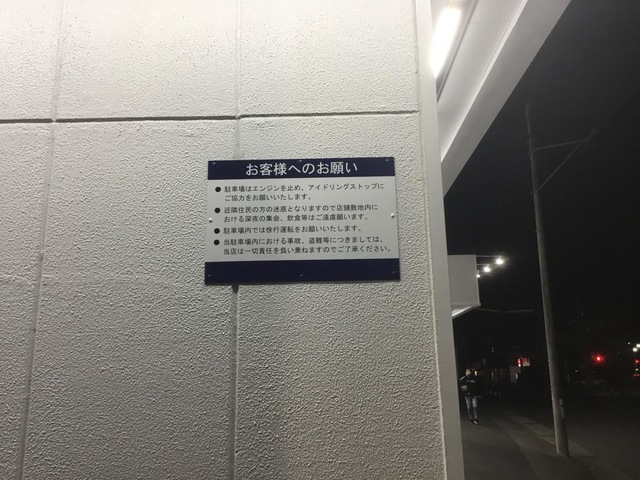 お客様へのお願い
●駐車場はエンジンを止め、アイドリングストップに
ご協力をお願いいたします。
●近隣住民の方の迷惑となりますので店舗敷地内に
おける深夜の集会、飲食等はご遠慮願います。
●駐車場内では徐行運転をお願いいたします。
●当駐車場内における事故、盗難等につきましては、
当店は一切責任を負い兼ねますのでご了承ください。